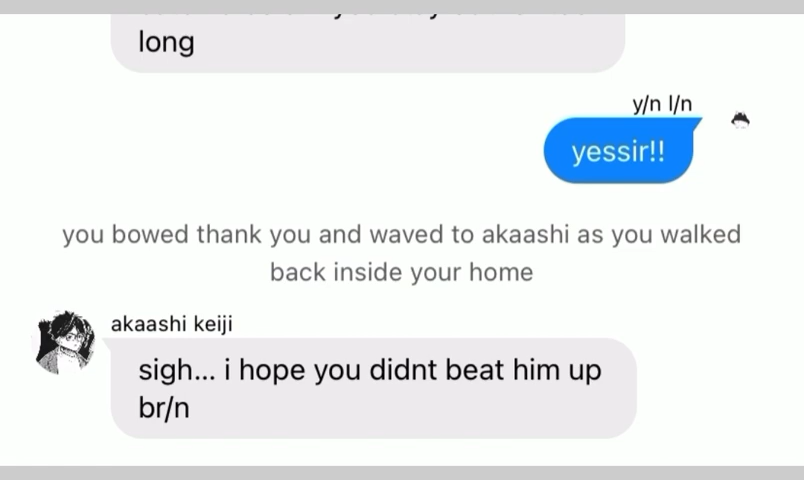 long
y/n l/n
yessir!!
you bowed thank you and waved to akaashi as you walked
back inside your home
akaashi keiji
sigh... i hope you didnt beat him up
br/n